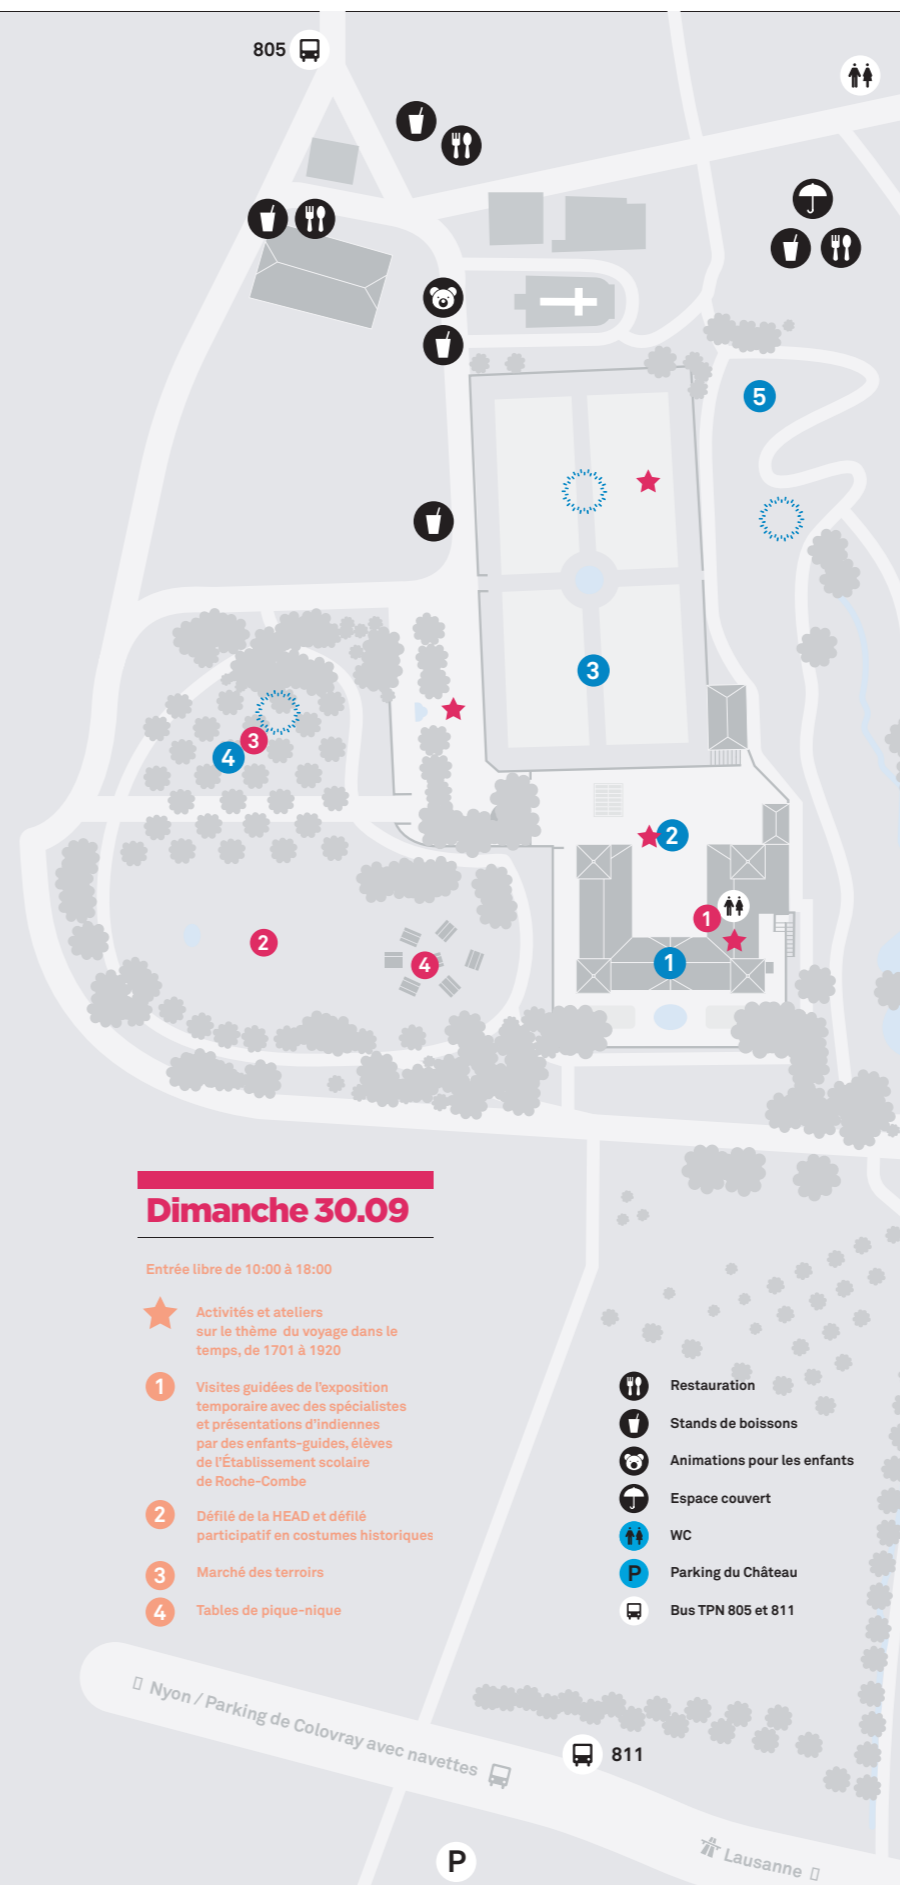 805
5
3
3
4
2
1
2
4
1
Dimanche 30.09
Entrée libre de 10:00 à 18:00
Activités et ateliers
sur le thème du voyage dans le
temps, de 1701 à 1920
1 Visites guidées de l'exposition
temporaire avec des spécialistes
et présentations d'indiennes
par des enfants-guides, élèves
de l'Établissement scolaire
de Roche-Combe
2 Défilé de la HEAD et défilé
participatif en costumes historiques
3 Marché des terroirs
4 Tables de pique-nique
Restauration
Stands de boissons
Animations pour les enfants
Espace couvert
WC
P Parking du Château
Bus TPN 805 et 811
Nyon / Parking de Colovray avec navettes
811
P
Lausanne